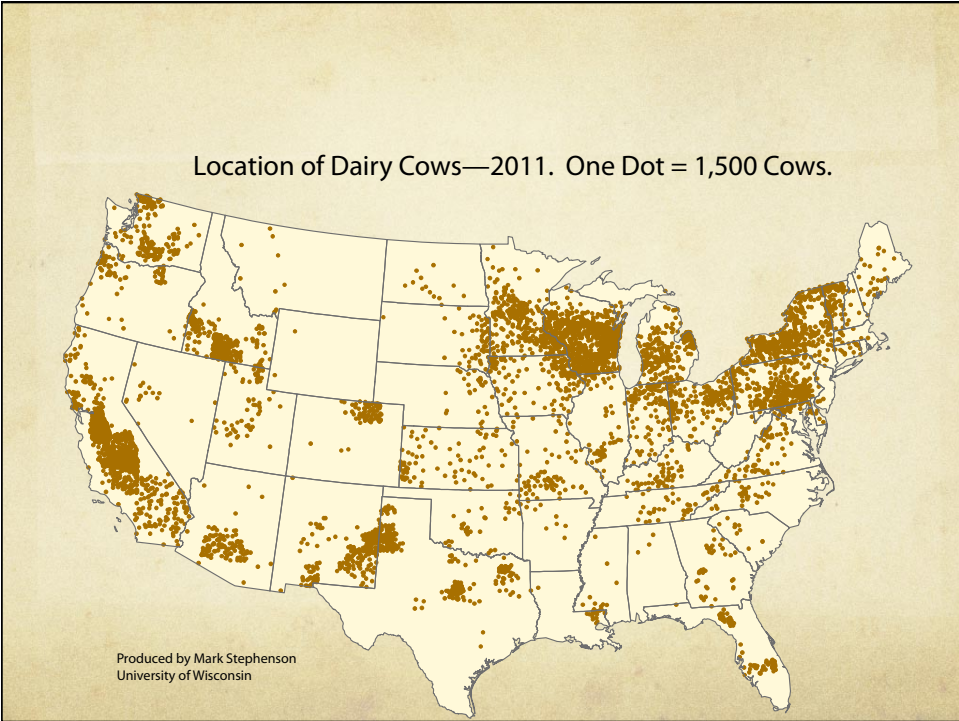 Location of Dairy Cows—2011.  One Dot = 1,500 Cows.
Produced by Mark Stephenson
University of Wisconsin